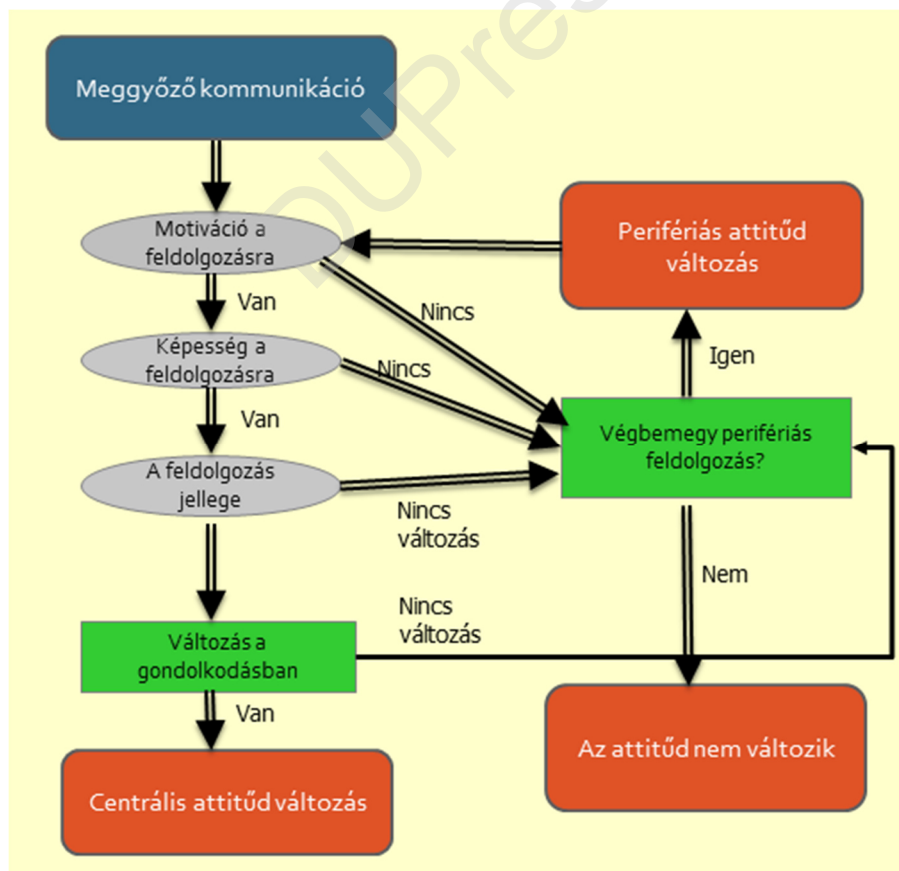 DUPres
Meggyőző kommunikáció
Motiváció a
feldolgozásra
Perifériás attitűd
változás
Van
Nincs
Képesség a
feldolgozásra
Nincs
Igen
Van
Végbemegy perifériás
feldolgozás?
A feldolgozás
jellege
Nincs
változás
Nem
Nincs
változás
Változás a
gondolkodásban
Van
Az attitűd nem változik
Centrális attitűd változás